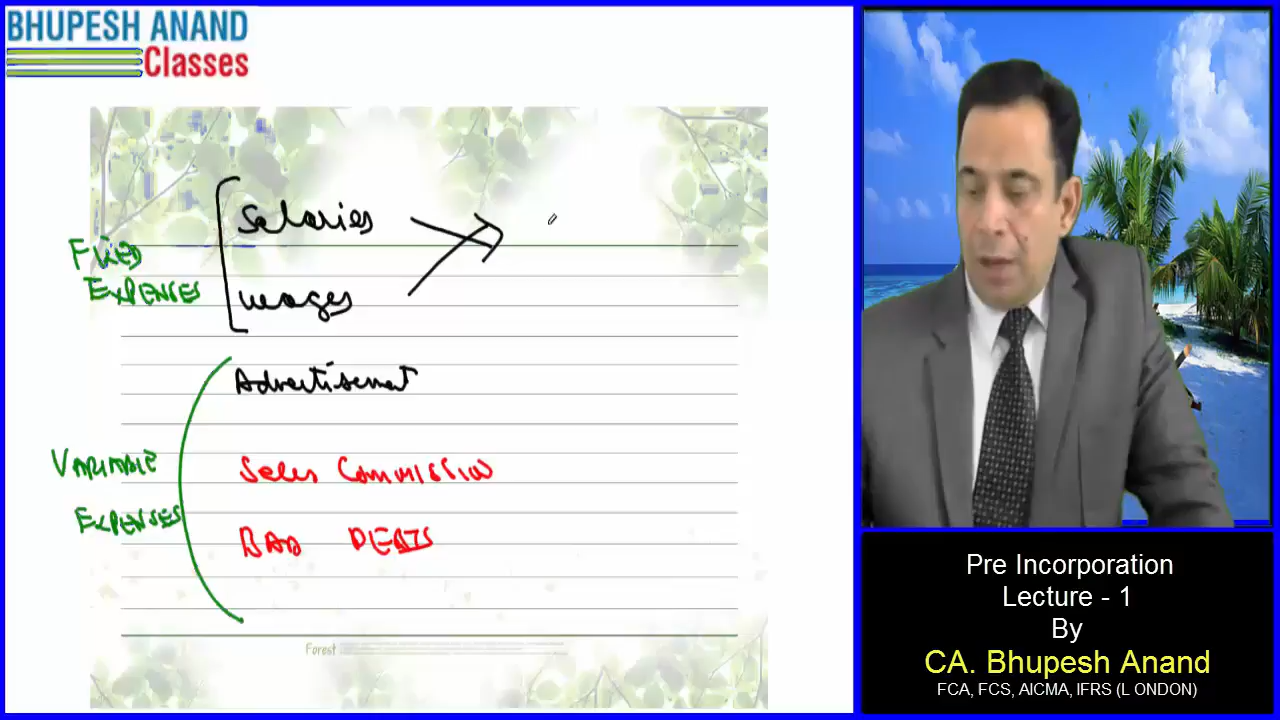 BHUPESH ANAND
Classes
Salaries
FIXED
EXPENSES
wages
Advertisement
VARIABLE
Sales COMMISSION
EXPENSES
BAD DEBTS
Forest
Pre Incorporation
Lecture - 1
By
CA. Bhupesh Anand
FCA, FCS, AICMA, IFRS (L ONDON)